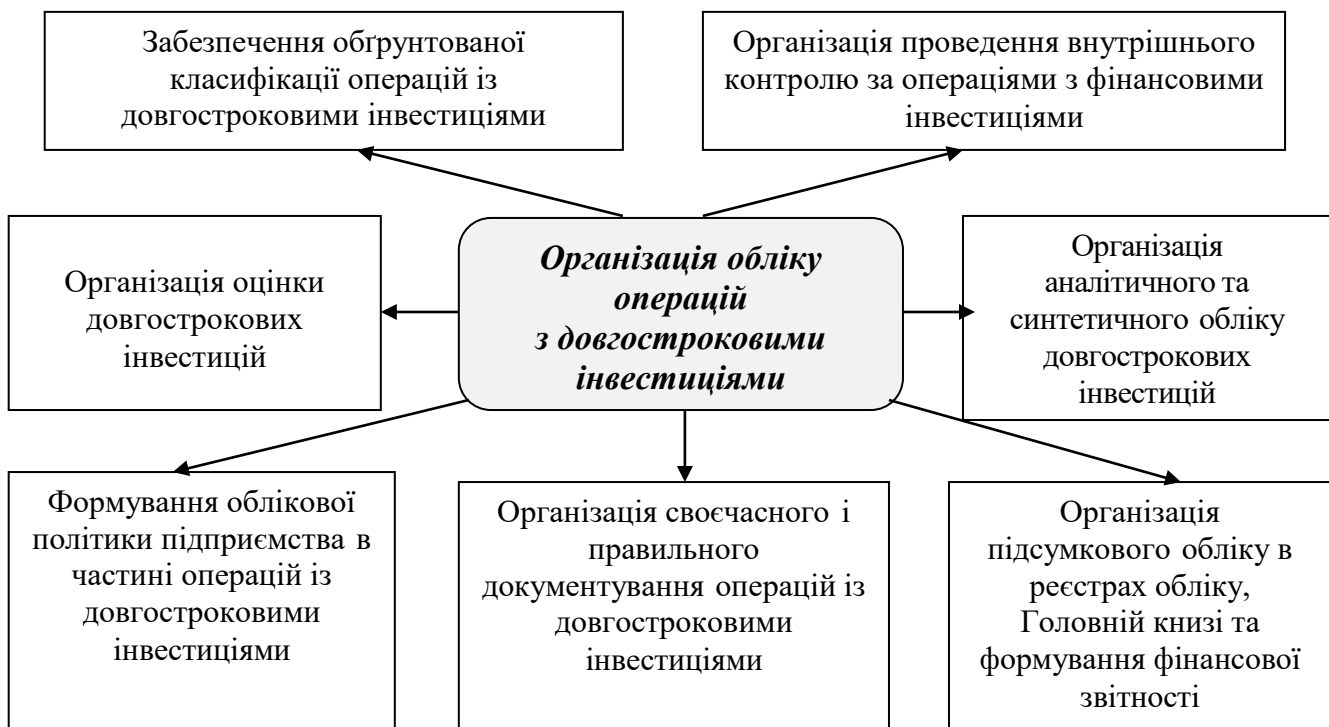 Забезпечення обґрунтованої
класифікації операцій із
довгостроковими інвестиціями
Організація проведення внутрішнього
контролю за операціями з фінансовими
інвестиціями
Організація оцінки
довгострокових
інвестицій
Організація обліку
операцій
з довгостроковими
інвестиціями
Організація
аналітичного та
синтетичного обліку
довгострокових
інвестицій
Формування облікової
політики підприємства в
частині операцій із
довгостроковими
інвестиціями
Організація своєчасного і
правильного
документування операцій із
довгостроковими
інвестиціями
Організація
підсумкового обліку в
реєстрах обліку,
Головній книзі та
формування фінансової
звітності